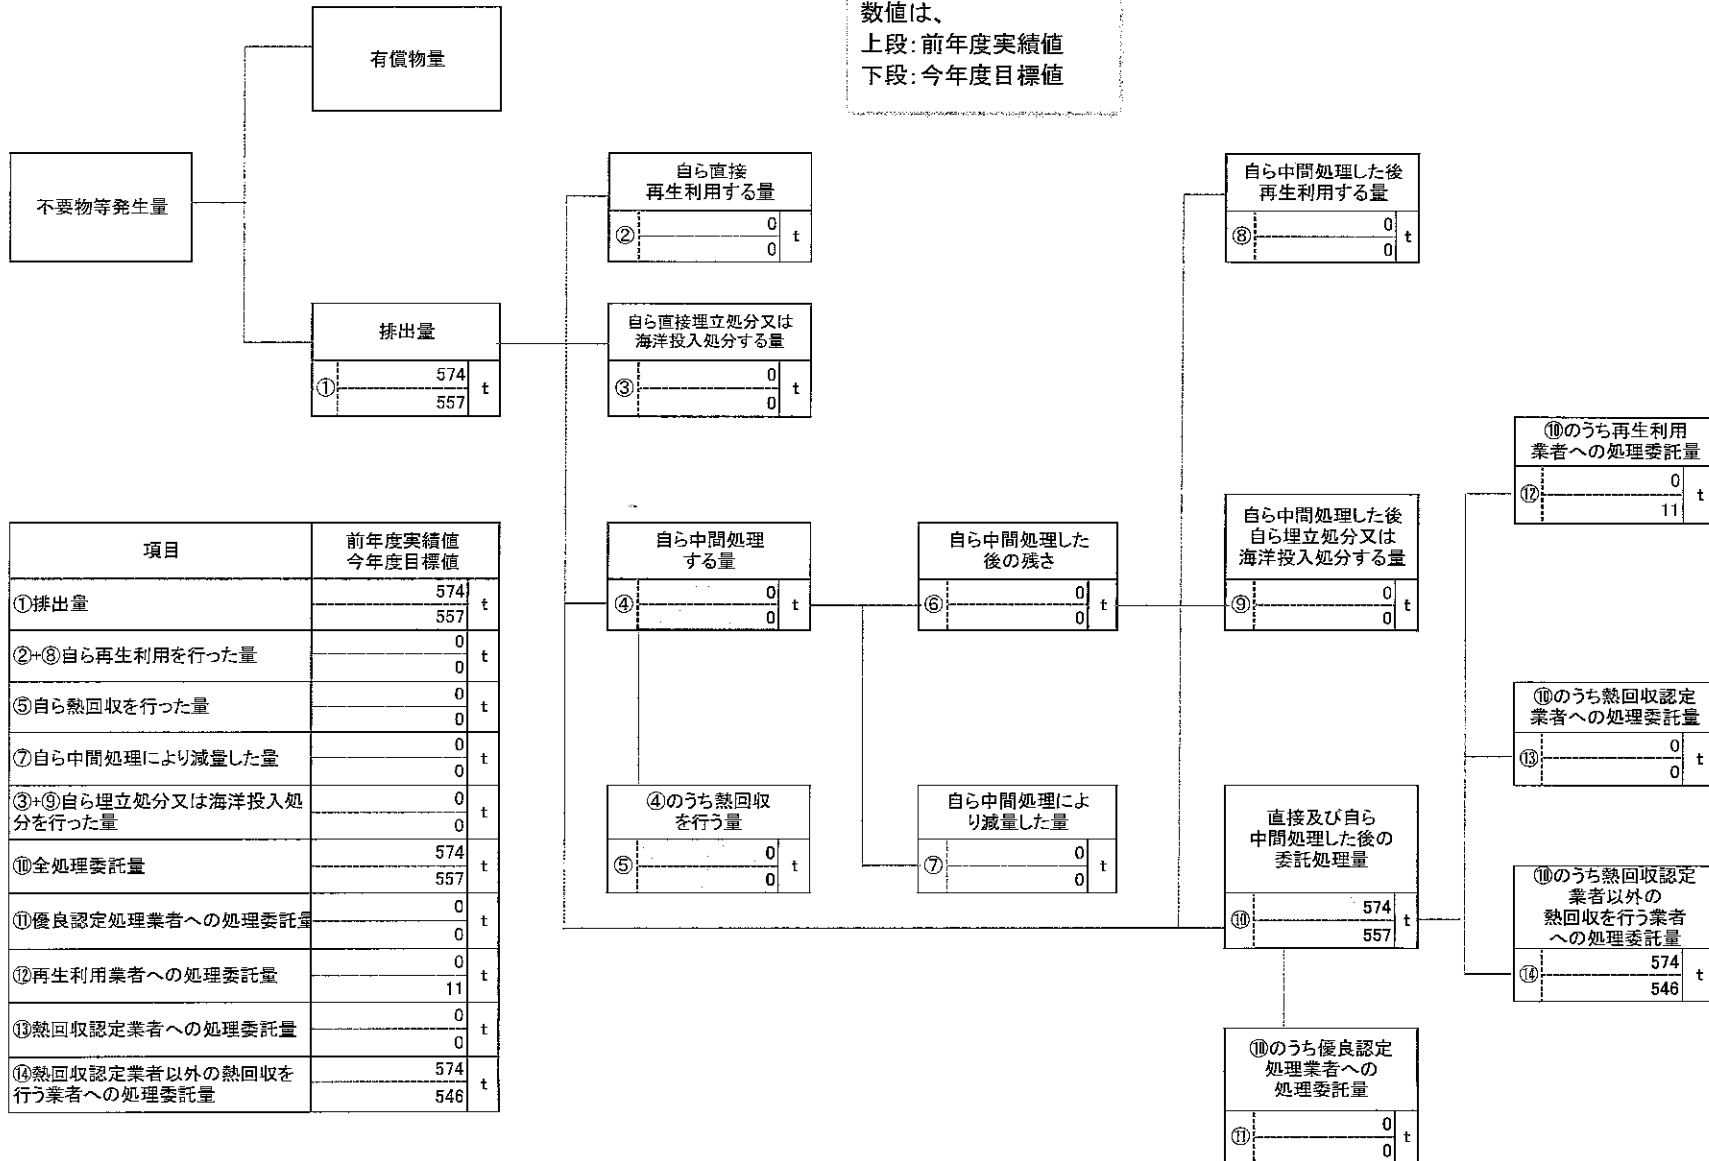 数値は、
上段：前年度実績値
下段：今年度目標値
有償物量
不要物等発生量
排出量
①
574
557
t
自ら直接
再生利用する量
②
0
0
t
自ら直接埋立処分又は
海洋投入処分する量
③
0
0
t
自ら中間処理
する量
④
0
0
t
④のうち熱回収
を行う量
⑤
0
0
t
自ら中間処理した
後の残さ
⑥
0
0
t
自ら中間処理によ
り減量した量
⑦
0
0
t
自ら中間処理した後
再生利用する量
⑧
0
0
t
自ら中間処理した後
自ら埋立処分又は
海洋投入処分する量
⑨
0
0
t
直接及び自ら
中間処理した後の
委託処理量
⑩
574
557
t
⑩のうち優良認定
処理業者への
処理委託量
⑪
0
0
t
⑩のうち再生利用
業者への処理委託量
⑫
0
11
t
⑩のうち熱回収認定
業者への処理委託量
⑬
0
0
t
⑩のうち熱回収認定
業者以外の
熱回収を行う業者
への処理委託量
⑭
574
546
t
項目
前年度実績値
今年度目標値
①排出量
574
557
t
②+⑧自ら再生利用を行った量
0
0
t
⑤自ら熱回収を行った量
0
0
t
⑦自ら中間処理により減量した量
0
0
t
③+⑨自ら埋立処分又は海洋投入処
分を行った量
0
0
t
⑩全処理委託量
574
557
t
⑪優良認定処理業者への処理委託量
0
0
t
⑫再生利用業者への処理委託量
0
11
t
⑬熱回収認定業者への処理委託量
0
0
t
⑭熱回収認定業者以外の熱回収を
行う業者への処理委託量
574
546
t